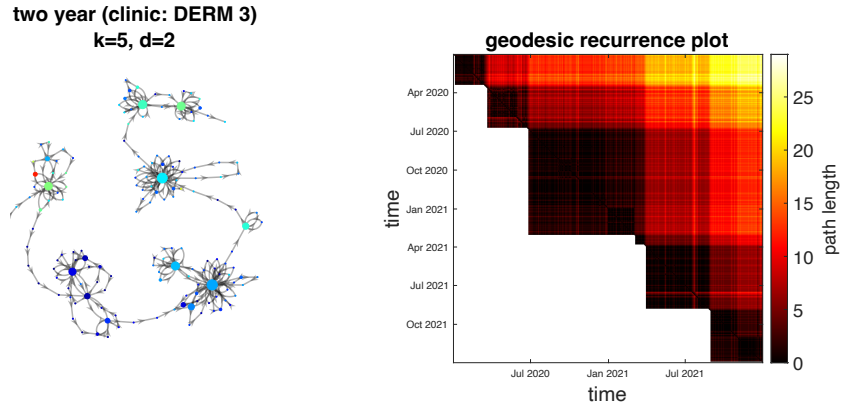 two year (clinic: DERM 3)
k=5, d=2
geodesic recurrence plot
time
Apr 2020
Jul 2020
Oct 2020
Jan 2021
Apr 2021
Jul 2021
Oct 2021
Jul 2020
Jan 2021
Jul 2021
time
25
20
15
10
5
0
path length